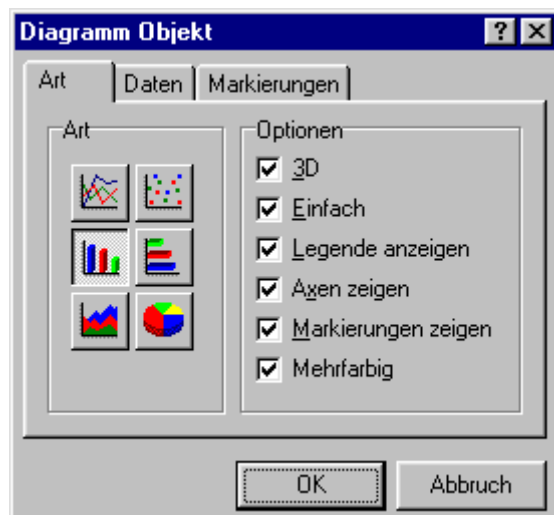 Diagramm Objekt
Art Daten Markierungen
Art
Optionen
3D
Einfach
Legende anzeigen
Axen zeigen
Markierungen zeigen
Mehrfarbig
OK Abbruch